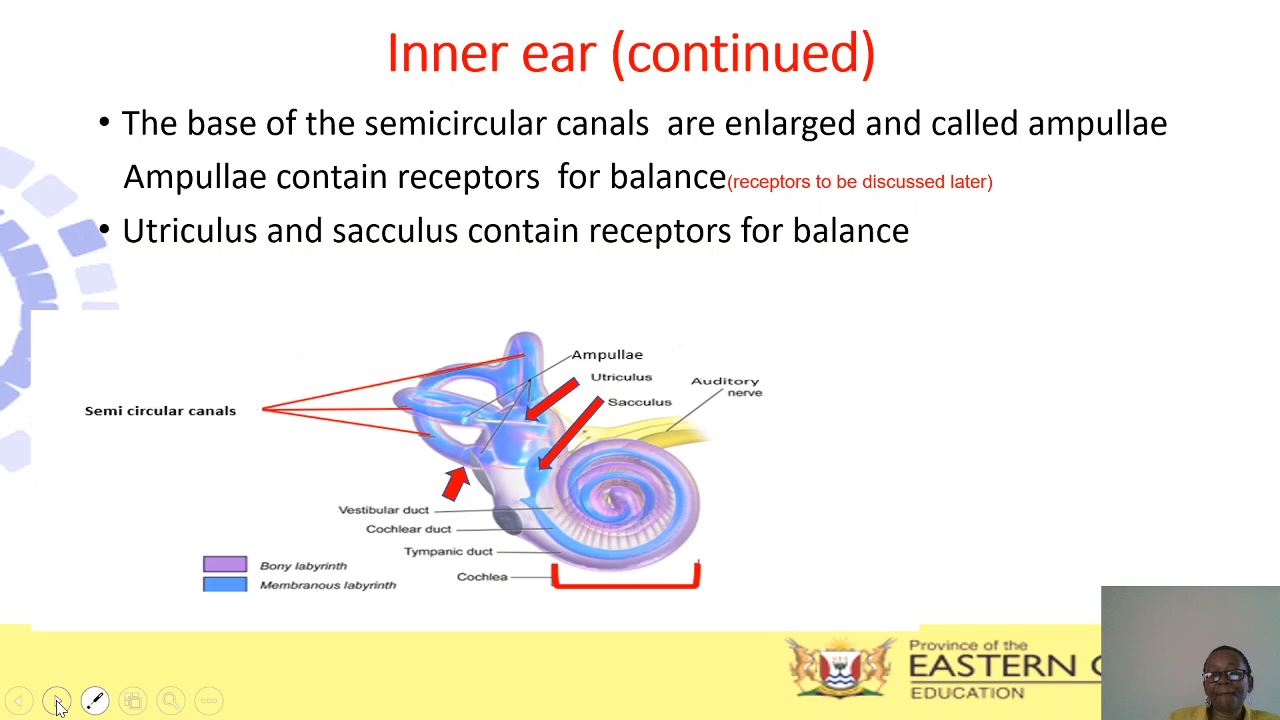 Inner ear (continued)
• The base of the semicircular canals are enlarged and called ampullae
Ampullae contain receptors for balance(receptors to be discussed later)
• Utriculus and sacculus contain receptors for balance
Ampullae
Utriculus
Sacculus
Auditory
nerve
Semi circular canals
Vestibular duct
Cochlear duct
Tympanic duct
Cochlea
Bony labyrinth
Membranous labyrinth
Province of the
EASTERN C
EDUCATION